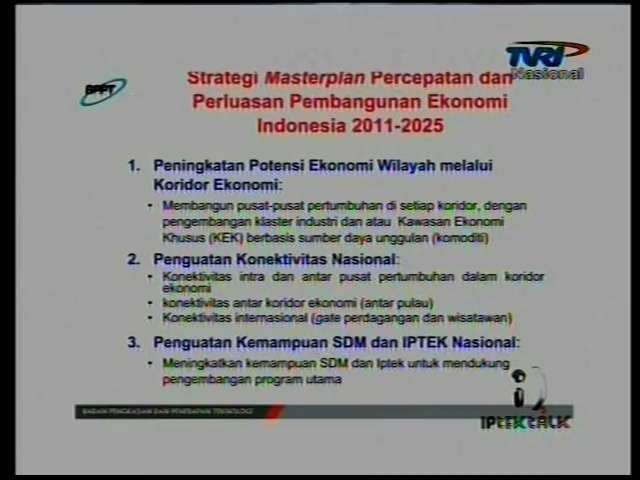 TVRI
Nasional
BPPT
Strategi Masterplan Percepatan dan
Perluasan Pembangunan Ekonomi
Indonesia 2011-2025
1. Peningkatan Potensi Ekonomi Wilayah melalui
Koridor Ekonomi:
• Membangun pusat-pusat pertumbuhan di setiap koridor, dengan
pengembangan klaster industri dan atau Kawasan Ekonomi
Khusus (KEK) berbasis sumber daya unggulan (komoditi)
2. Penguatan Konektivitas Nasional:
• Konektivitas intra dan antar pusat pertumbuhan dalam koridor
ekonomi
• konektivitas antar koridor ekonomi (antar pulau)
• Konektivitas internasional (gate perdagangan dan wisatawan)
3. Penguatan Kemampuan SDM dan IPTEK Nasional:
• Meningkatkan kemampuan SDM dan Iptek untuk mendukung
pengembangan program utama
BADAN PENGKAJIAN DAN PENERAPAN TEKNOLOGI
IPTEK TALK